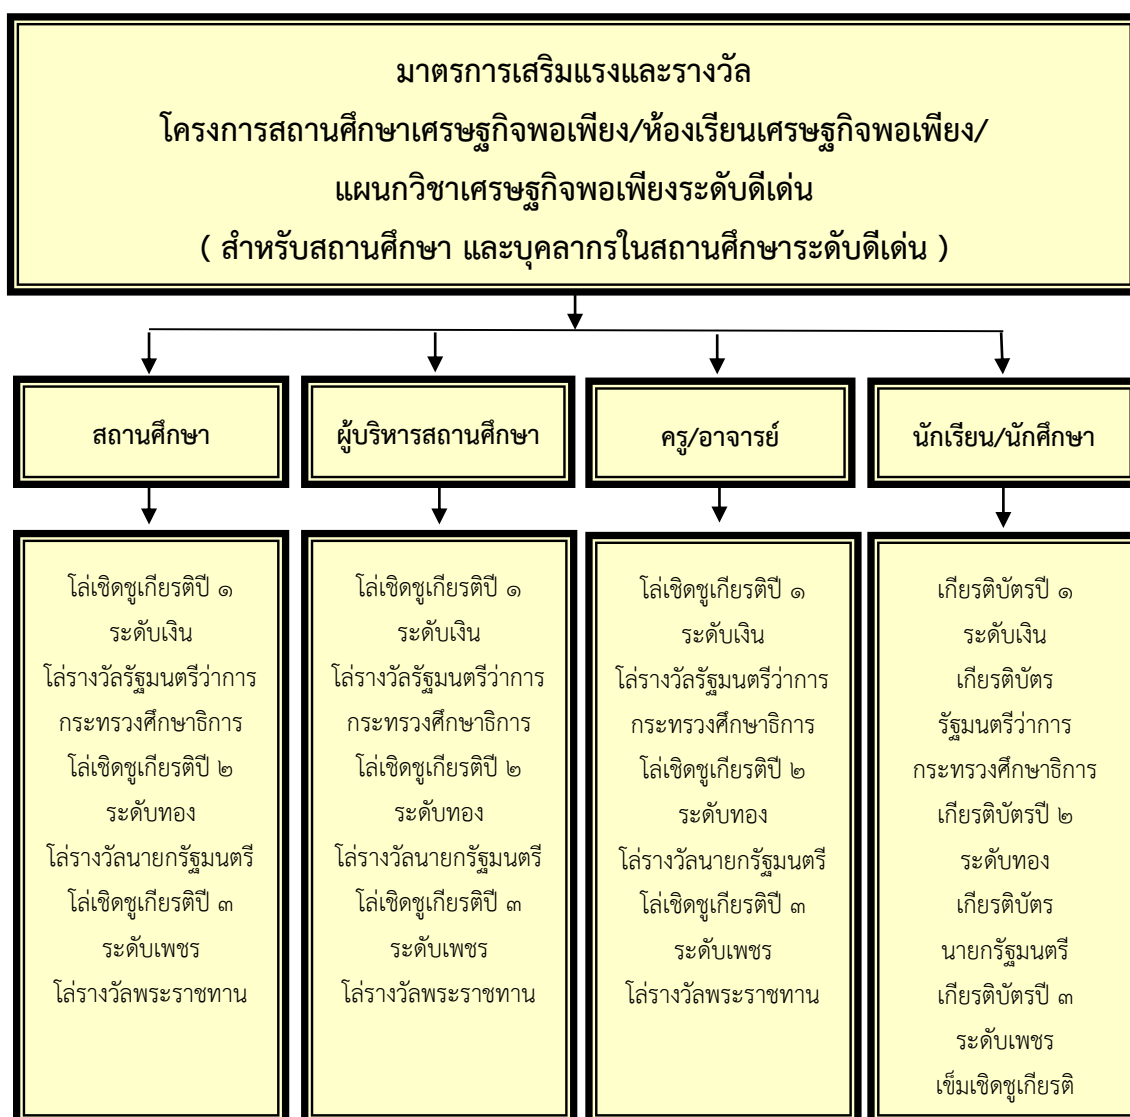 มาตรการเสริมแรงและรางวัล
โครงการสถานศึกษาเศรษฐกิจพอเพียง/ห้องเรียนเศรษฐกิจพอเพียง/
แผนกวิชาเศรษฐกิจพอเพียงระดับดีเด่น
( สำหรับสถานศึกษา และบุคลากรในสถานศึกษาระดับดีเด่น )
สถานศึกษา
โล่เชิดชูเกียรติปี ๑
ระดับเงิน
โล่รางวัลรัฐมนตรีว่าการ
กระทรวงศึกษาธิการ
โล่เชิดชูเกียรติปี ๒
ระดับทอง
โล่รางวัลนายกรัฐมนตรี
โล่เชิดชูเกียรติปี ๓
ระดับเพชร
โล่รางวัลพระราชทาน
ผู้บริหารสถานศึกษา
โล่เชิดชูเกียรติปี ๑
ระดับเงิน
โล่รางวัลรัฐมนตรีว่าการ
กระทรวงศึกษาธิการ
โล่เชิดชูเกียรติปี ๒
ระดับทอง
โล่รางวัลนายกรัฐมนตรี
โล่เชิดชูเกียรติปี ๓
ระดับเพชร
โล่รางวัลพระราชทาน
ครู/อาจารย์
โล่เชิดชูเกียรติปี ๑
ระดับเงิน
โล่รางวัลรัฐมนตรีว่าการ
กระทรวงศึกษาธิการ
โล่เชิดชูเกียรติปี ๒
ระดับทอง
โล่รางวัลนายกรัฐมนตรี
โล่เชิดชูเกียรติปี ๓
ระดับเพชร
โล่รางวัลพระราชทาน
นักเรียน/นักศึกษา
เกียรติบัตรปี ๑
ระดับเงิน
เกียรติบัตร
รัฐมนตรีว่าการ
กระทรวงศึกษาธิการ
เกียรติบัตรปี ๒
ระดับทอง
เกียรติบัตร
นายกรัฐมนตรี
เกียรติบัตรปี ๓
ระดับเพชร
เข็มเชิดชูเกียรติ